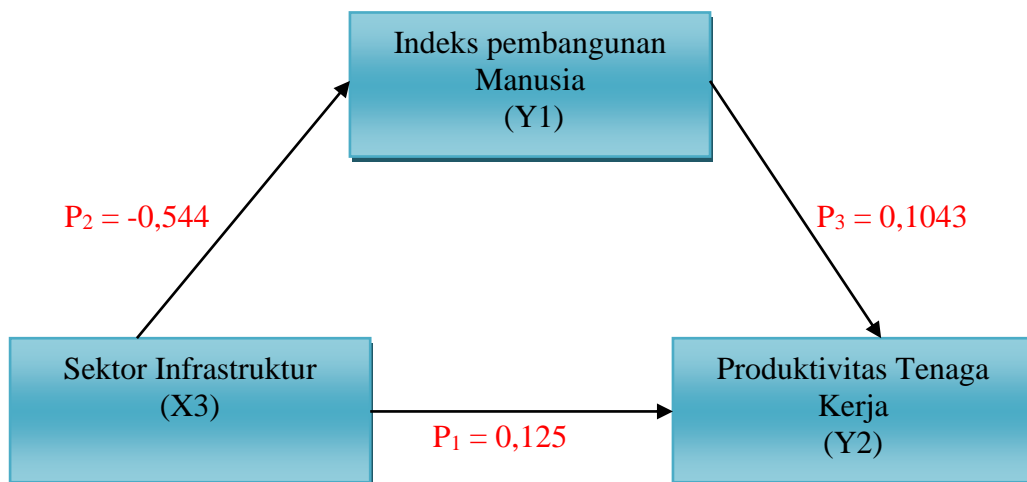 Indeks pembangunan
Manusia
(Y1)
P₂ = -0,544
P₃ = 0,1043
Sektor Infrastruktur
(X3)
Produktivitas Tenaga
Kerja
(Y2)
P₁ = 0,125